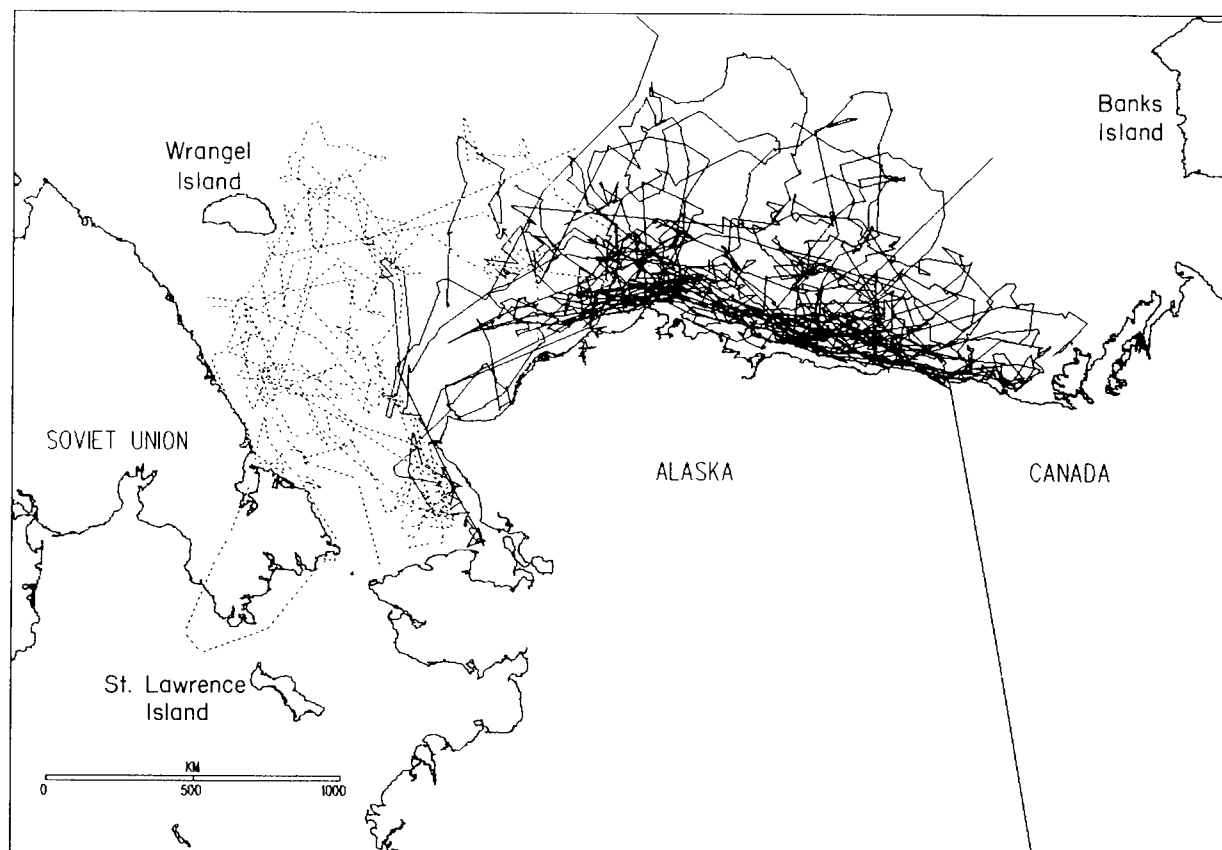 Banks
Island
Wrangel
Island
SOVIET UNION
ALASKA
CANADA
St. Lawrence
Island
KM
0 500 1000